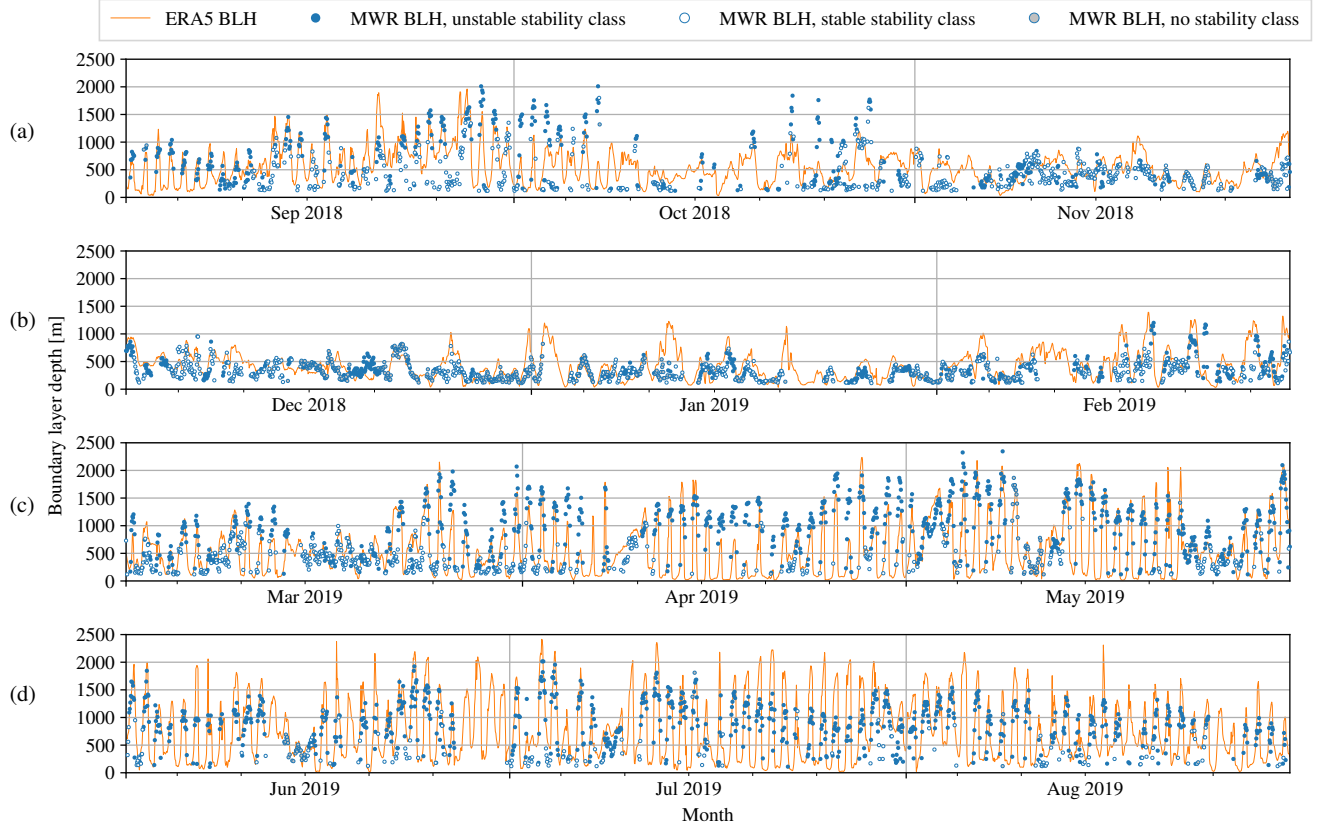 ERA5 BLH MWR BLH, unstable stability class MWR BLH, stable stability class MWR BLH, no stability class
Boundary layer depth [m]
(a)
2500
2000
1500
1000
500
0
Sep 2018 Oct 2018 Nov 2018
(b)
2500
2000
1500
1000
500
0
Dec 2018 Jan 2019 Feb 2019
(c)
2500
2000
1500
1000
500
0
Mar 2019 Apr 2019 May 2019
(d)
2500
2000
1500
1000
500
0
Jun 2019 Jul 2019 Aug 2019
Month